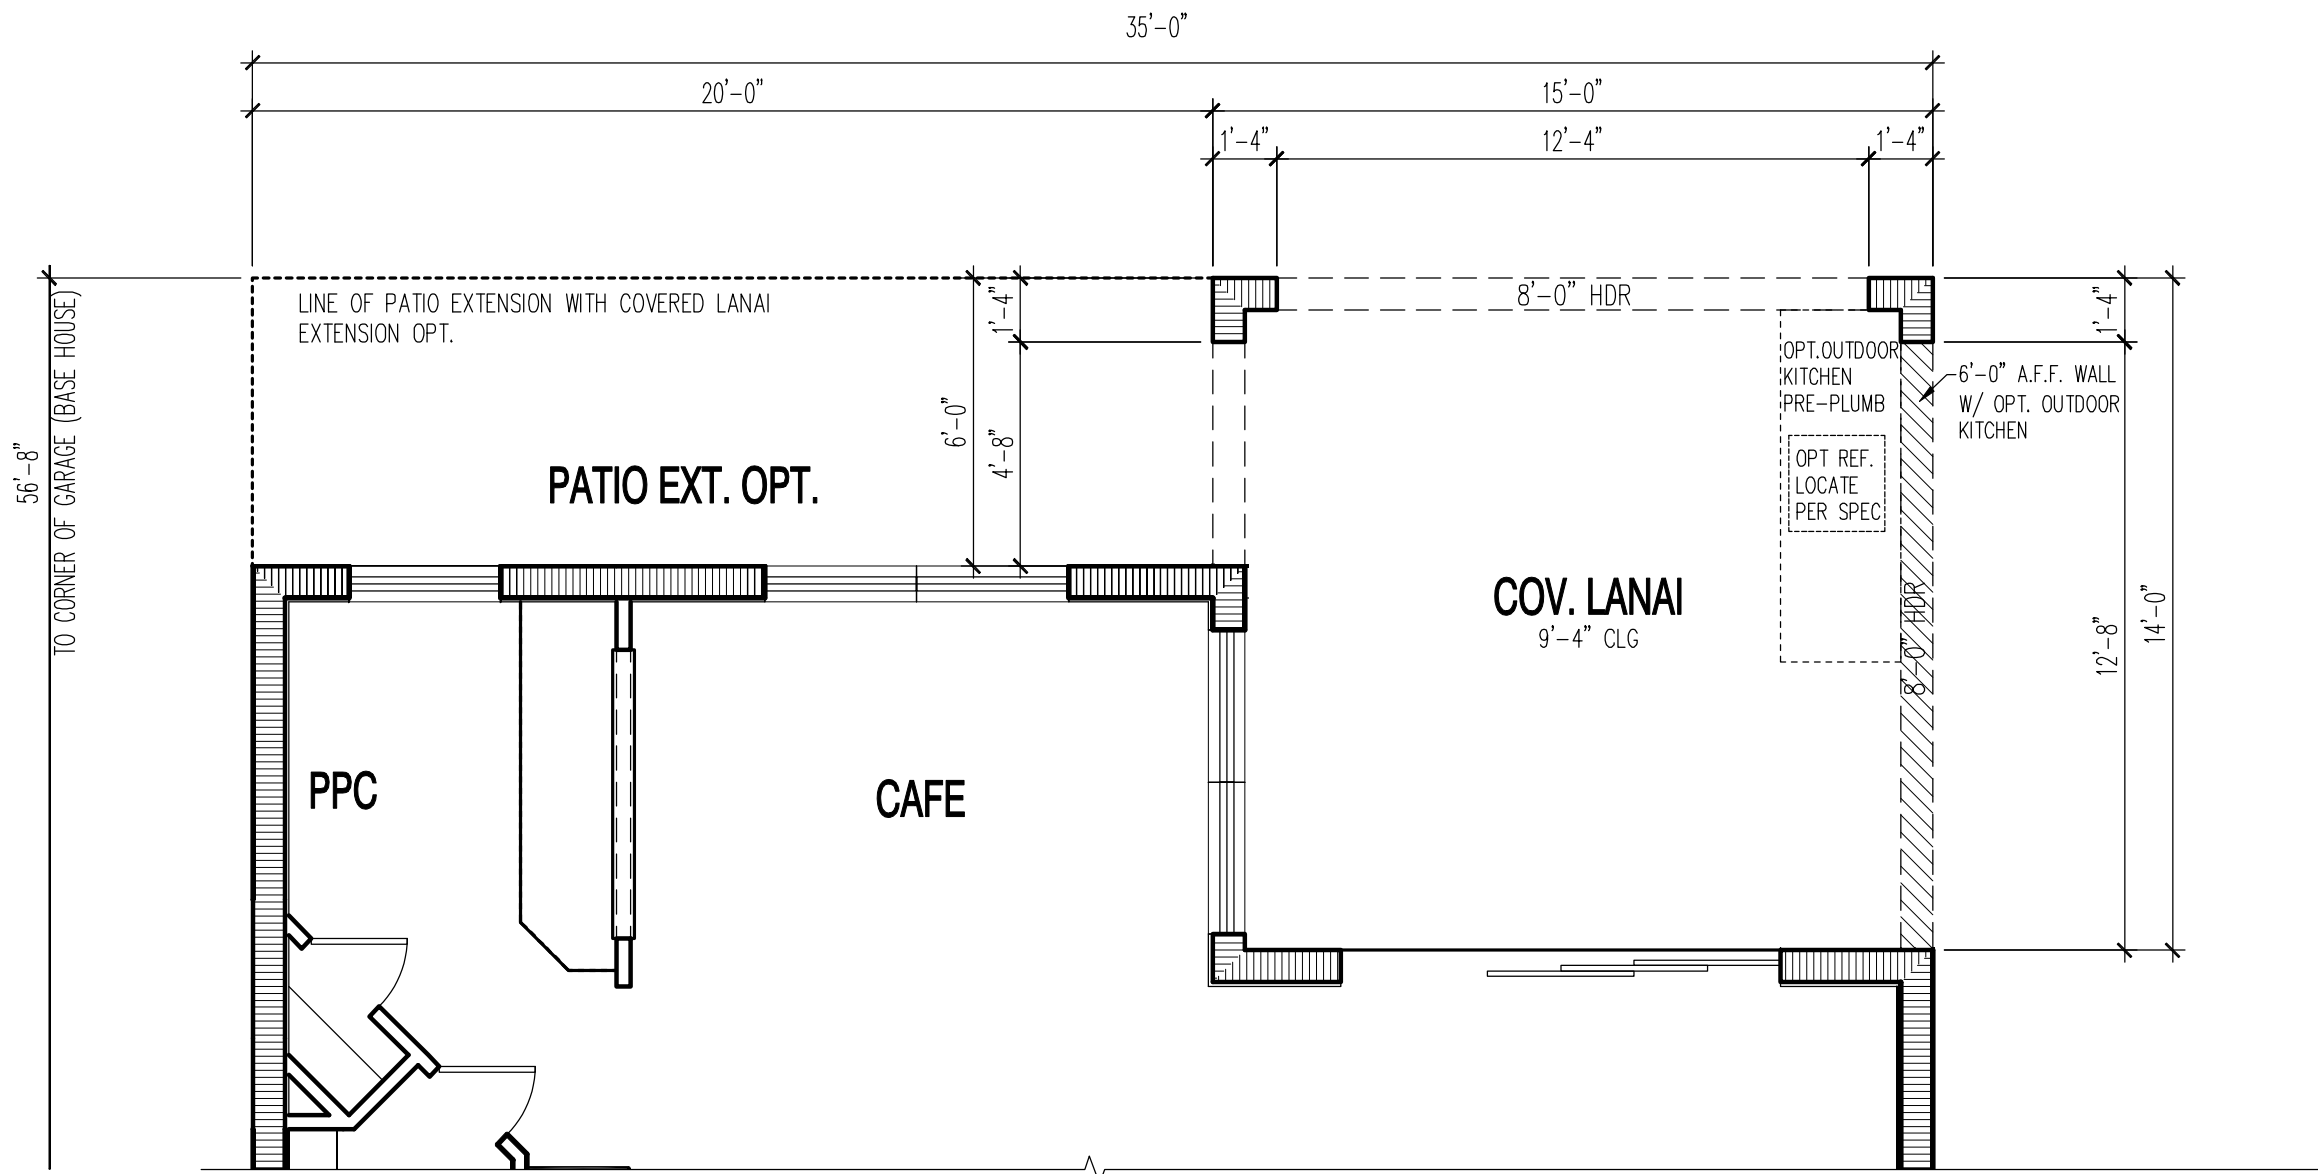 35'-0"
20'-0"
15'-0"
1'-4"
12'-4"
1'-4"
LINE OF PATIO EXTENSION WITH COVERED LANAI
EXTENSION OPT.
8'-0" HDR
1'-4"
1'-4"
56'-8"
TO CORNER OF GARAGE (BASE HOUSE)
6'-0"
4'-8"
PATIO EXT. OPT.
OPT.OUTDOOR
KITCHEN
PRE-PLUMB
6'-0" A.F.F. WALL
W/ OPT. OUTDOOR
KITCHEN
OPT REF.
LOCATE
PER SPEC
COV. LANAI
9'-4" CLG
8'-0" HDR
12'-8"
14'-0"
PPC
CAFE